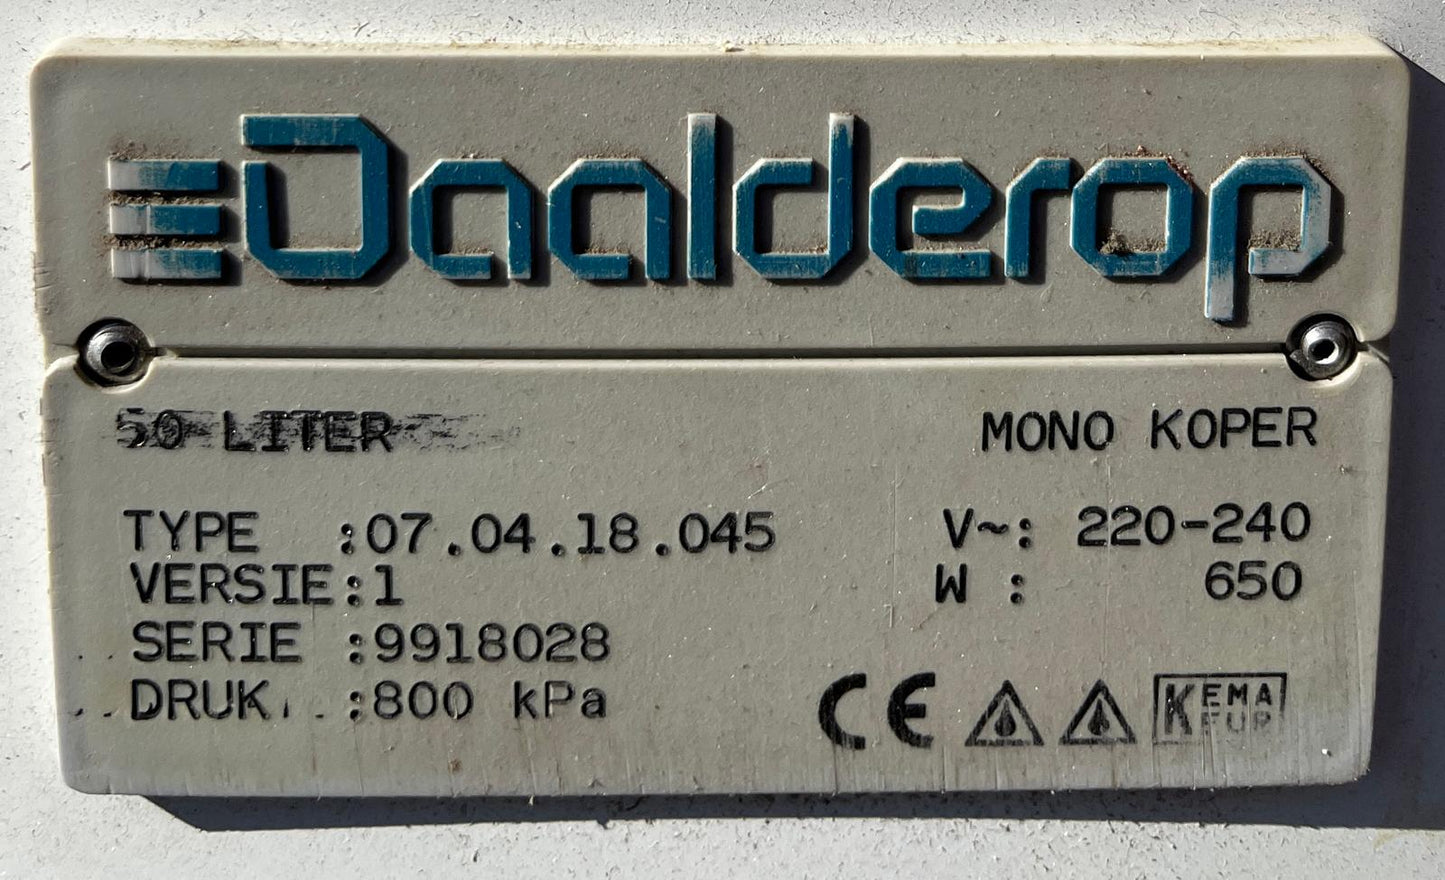 Daalderop
50 LITER MONO KOPER
TYPE :07.04.18.045 V~: 220-240
VERSIE:1 W : 650
SERIE :9918028
DRUK :800 kPa
CE KEMA
EUR